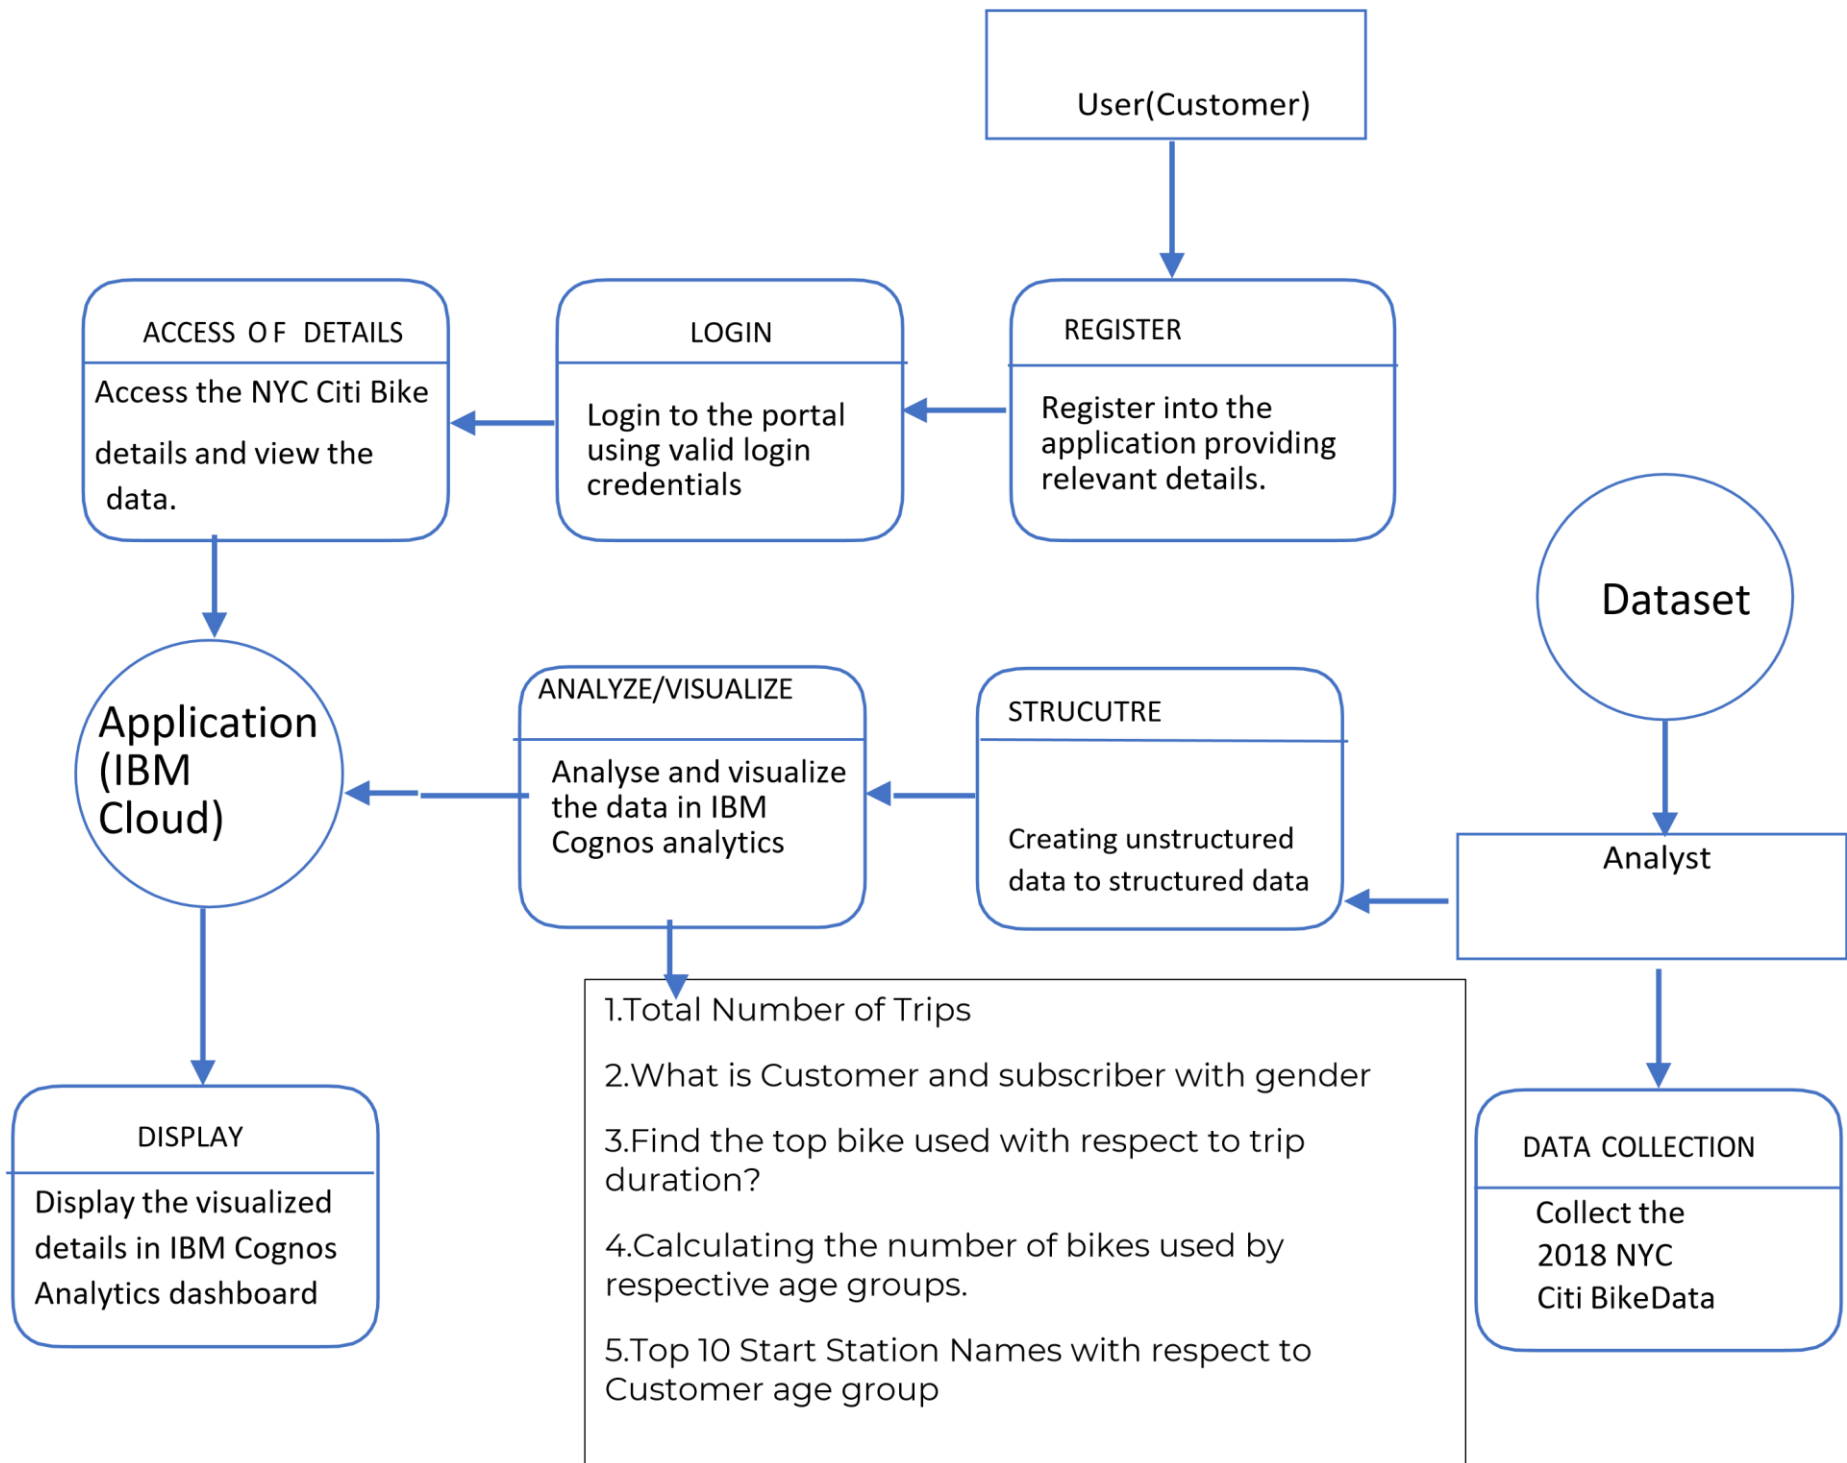 User(Customer)
ACCESS OF DETAILS
Access the NYC Citi Bike
details and view the
data.
LOGIN
Login to the portal
using valid login
credentials
REGISTER
Register into the
application providing
relevant details.
Dataset
Application
(IBM
Cloud)
ANALYZE/VISUALIZE
Analyse and visualize
the data in IBM
Cognos analytics
STRUCUTRE
Creating unstructured
data to structured data
Analyst
1.Total Number of Trips
2.What is Customer and subscriber with gender
3.Find the top bike used with respect to trip
duration?
4.Calculating the number of bikes used by
respective age groups.
5.Top 10 Start Station Names with respect to
Customer age group
DISPLAY
Display the visualized
details in IBM Cognos
Analytics dashboard
DATA COLLECTION
Collect the
2018 NYC
Citi BikeData